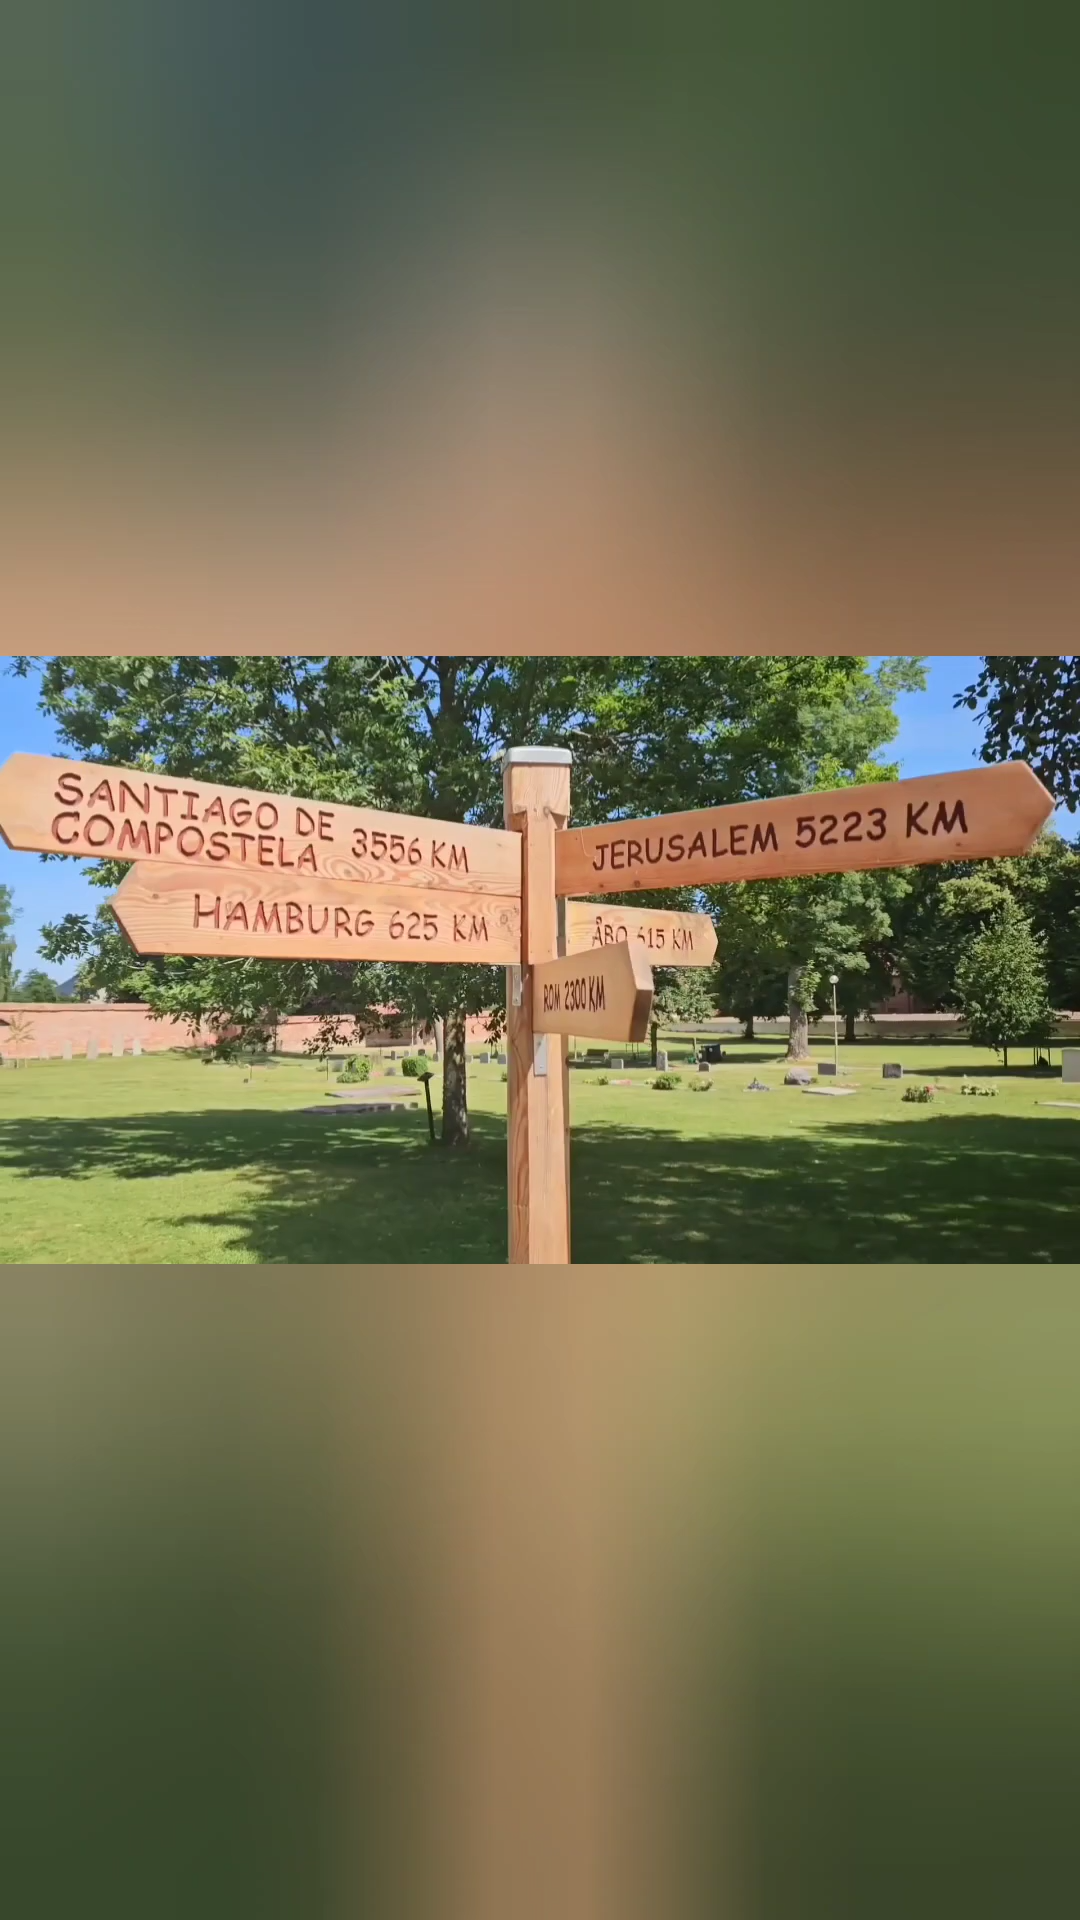 SANTIAGO DE
COMPOSTELA 3556 KM
HAMBURG 625 KM
JERUSALEM 5223 KM
ÅBO 615 KM
ROM 2300 KM